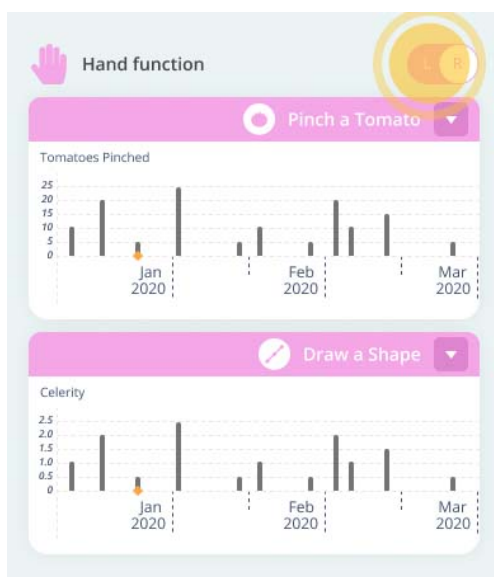 Hand function
L R
Pinch a Tomato
Tomatoes Pinched
25
20
15
10
5
0
Jan
2020
Feb
2020
Mar
2020
Draw a Shape
Celerity
2.5
2.0
1.5
1.0
0.5
0
Jan
2020
Feb
2020
Mar
2020